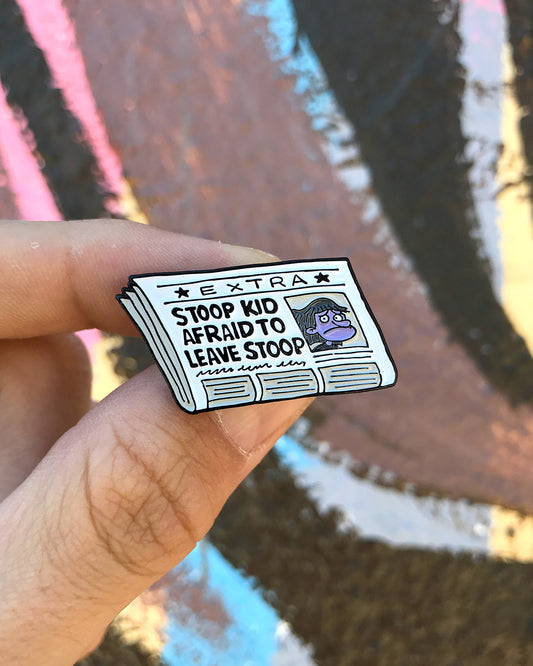 ★ EXTRA ★
STOOP KID
AFRAID TO
LEAVE STOOP